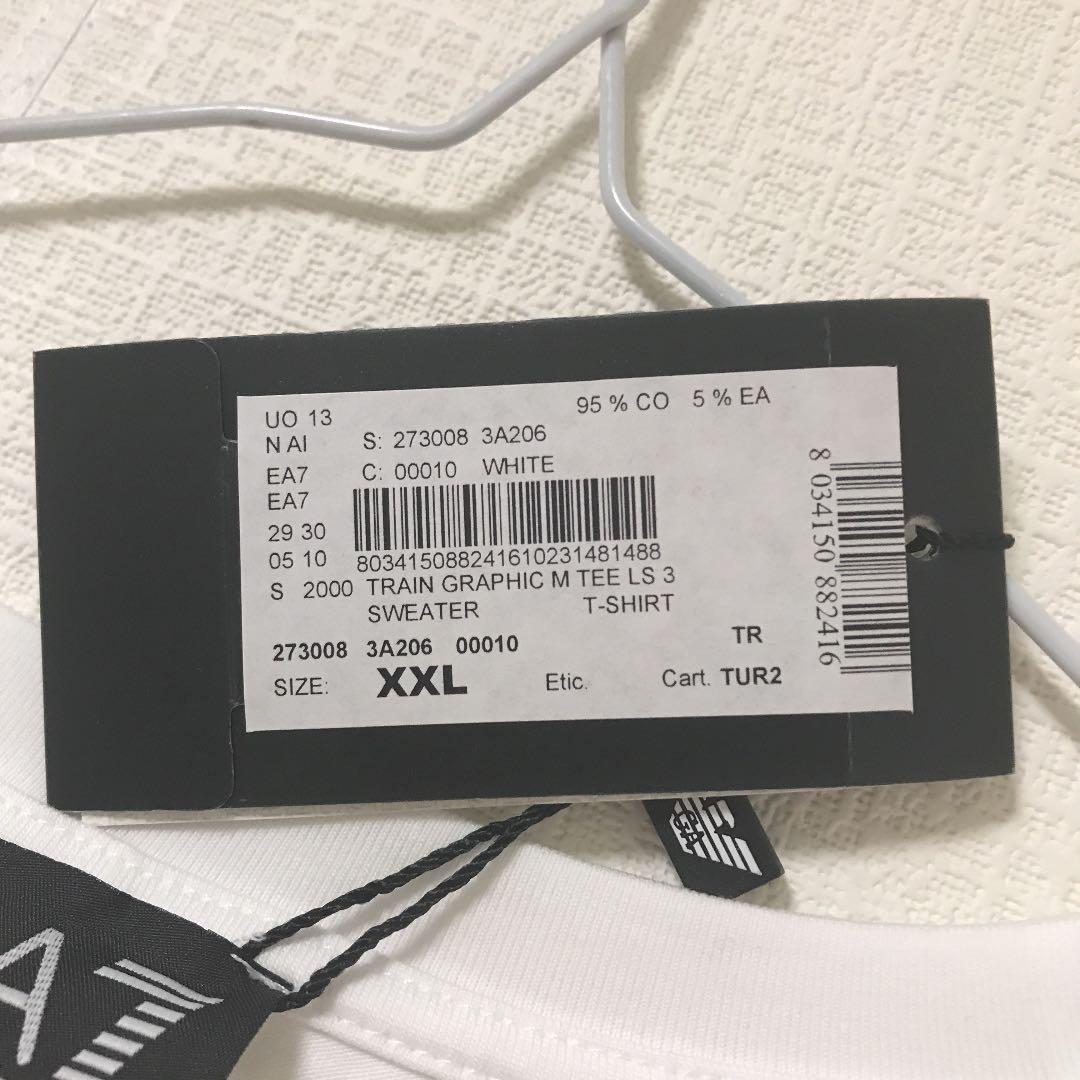 UO 13
95 % CO 5 % EA
N AI
S: 273008 3A206
EA7
C: 00010 WHITE
EA7
29 30
05 10
803415088241610231481488
S 2000 TRAIN GRAPHIC M TEE LS 3
SWEATER T-SHIRT
273008 3A206 00010
TR
SIZE: XXL Etic. Cart. TUR2
8 034150 882416
GA
A